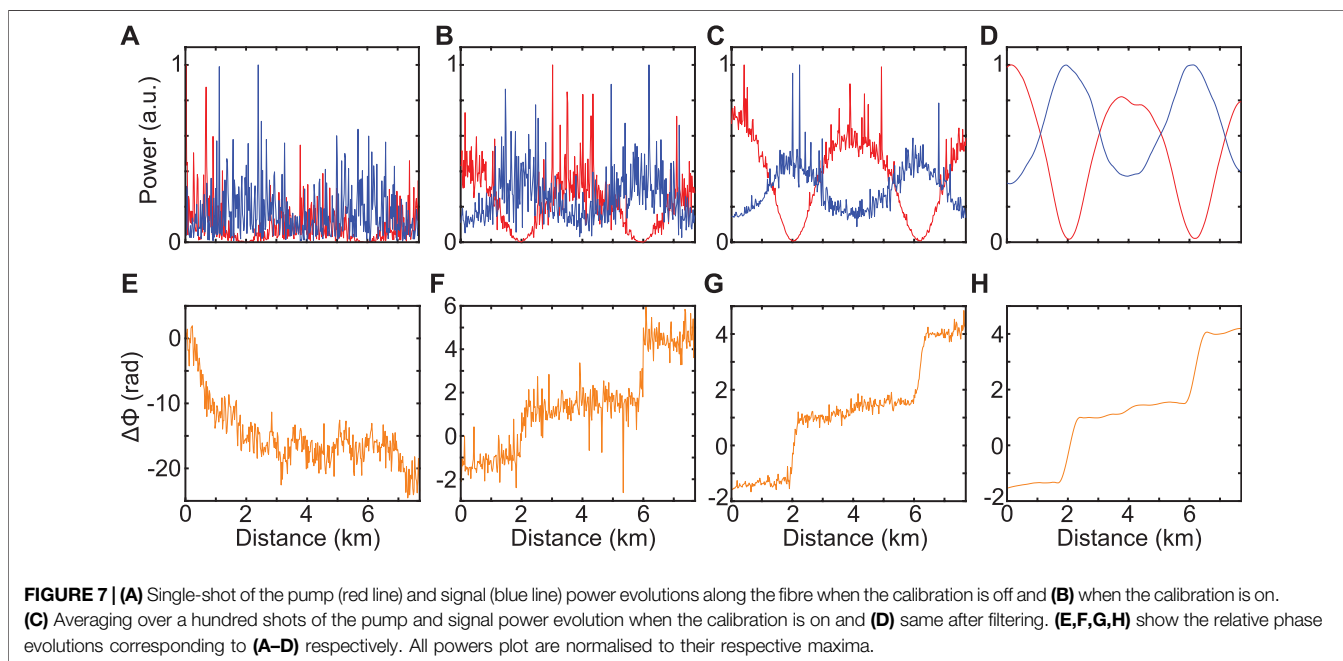 A
B
C
D
Power (a.u.)
1
0
1
0
1
0
1
0
E
F
G
H
ΔΦ (rad)
0
-10
-20
6
4
2
0
-2
4
2
0
-2
4
2
0
-2
0 2 4 6
0 2 4 6
0 2 4 6
0 2 4 6
Distance (km)
Distance (km)
Distance (km)
Distance (km)
FIGURE 7 | (A) Single-shot of the pump (red line) and signal (blue line) power evolutions along the fibre when the calibration is off and (B) when the calibration is on.
(C) Averaging over a hundred shots of the pump and signal power evolution when the calibration is on and (D) same after filtering. (E,F,G,H) show the relative phase
evolutions corresponding to (A–D) respectively. All powers plot are normalised to their respective maxima.